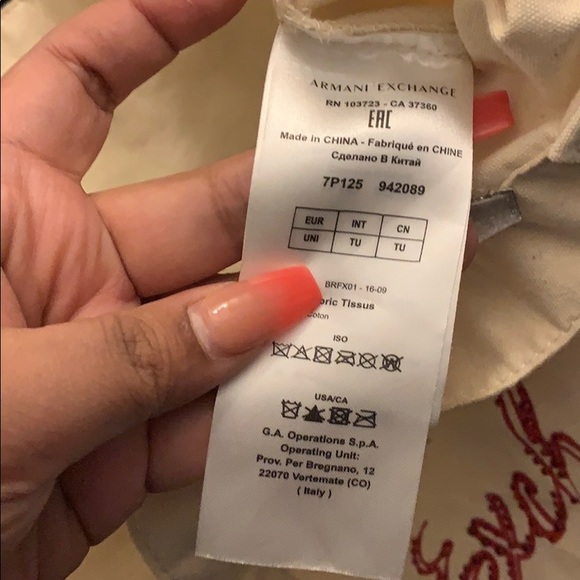 ARMANI EXCHANGE
RN 103723 - CA 37360
EAC
Made in CHINA - Fabriqué en CHINE
Сделано В Китай
7P125 942089
EUR INT CN
UNI TU TU
BRFX01 - 16-09
Tissus
ISO
USA/CA
G.A. Operations S.p.A.
Operating Unit:
Prov. Per Bregnano, 12
22070 Vertemate (CO)
( Italy )